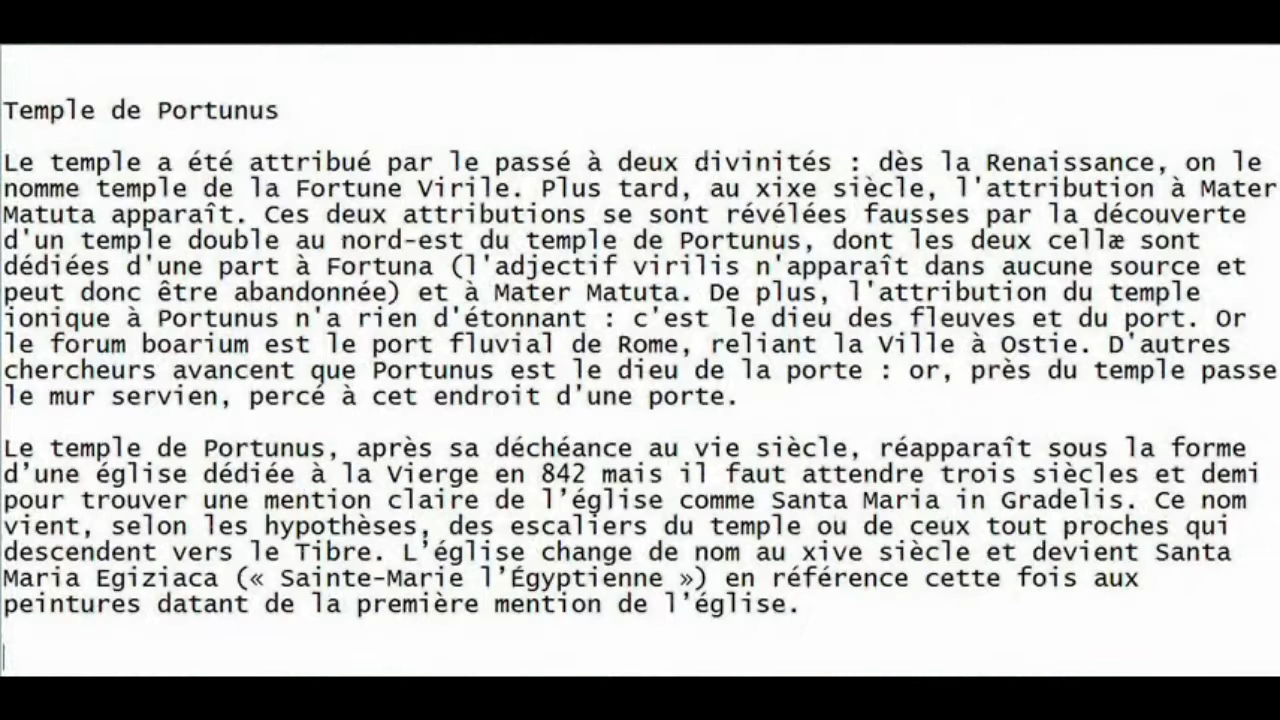 Temple de Portunus
Le temple a été attribué par le passé à deux divinités : dès la Renaissance, on le
nomme temple de la Fortune Virile. Plus tard, au xixe siècle, l'attribution à Mater
Matuta apparaît. Ces deux attributions se sont révélées fausses par la découverte
d'un temple double au nord-est du temple de Portunus, dont les deux cellæ sont
dédiées d'une part à Fortuna (l'adjectif virilis n'apparaît dans aucune source et
peut donc être abandonnée) et à Mater Matuta. De plus, l'attribution du temple
ionique à Portunus n'a rien d'étonnant : c'est le dieu des fleuves et du port. Or
le forum boarium est le port fluvial de Rome, reliant la Ville à Ostie. D'autres
chercheurs avancent que Portunus est le dieu de la porte : or, près du temple passe
le mur servien, percé à cet endroit d'une porte.
Le temple de Portunus, après sa déchéance au vie siècle, réapparaît sous la forme
d’une église dédiée à la Vierge en 842 mais il faut attendre trois siècles et demi
pour trouver une mention claire de l’église comme Santa Maria in Gradelis. Ce nom
vient, selon les hypothèses, des escaliers du temple ou de ceux tout proches qui
descendent vers le Tibre. L’église change de nom au xive siècle et devient Santa
Maria Egiziaca (« Sainte-Marie l’Égyptienne ») en référence cette fois aux
peintures datant de la première mention de l’église.